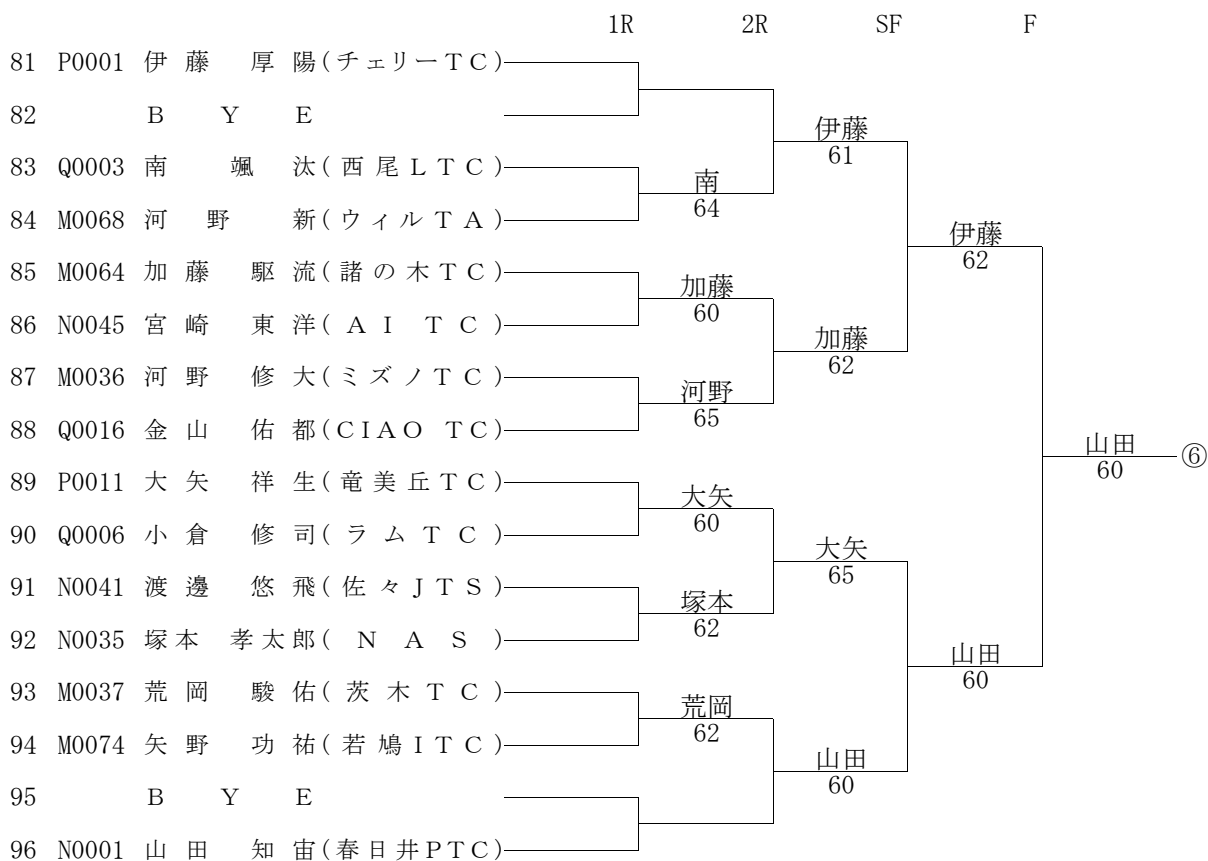 1R 2R SF F
81 P0001 伊藤 厚陽(チェリーTC)
82 BYE
伊藤
61
83 Q0003 南 颯汰(西尾LTC)
南
64
84 M0068 河野 新(ウィルTA)
伊藤
62
85 M0064 加藤 駆流(諸の木TC)
加藤
60
86 N0045 宮崎 東洋(AI TC)
加藤
62
87 M0036 河野 修大(ミズノTC)
河野
65
88 Q0016 金山 佑都(CIAO TC)
山田
60
⑥
89 P0011 大矢 祥生(竜美丘TC)
大矢
60
90 Q0006 小倉 修司(ラムTC)
大矢
65
91 N0041 渡邊 悠飛(佐々JTS)
塚本
62
92 N0035 塚本 孝太郎(NAS)
山田
60
93 M0037 荒岡 駿佑(茨木TC)
荒岡
62
94 M0074 矢野 功祐(若鳩ITC)
山田
60
95 BYE
96 N0001 山田 知宙(春日井PTC)